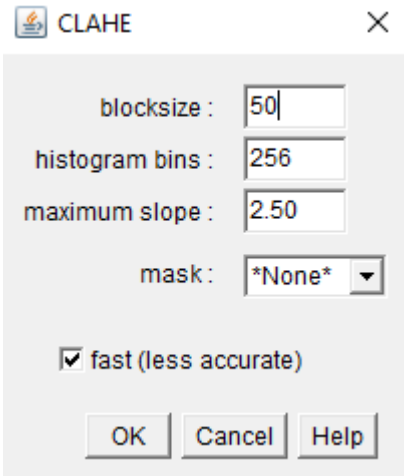 CLAHE
blocksize : 50
histogram bins : 256
maximum slope : 2.50
mask : *None*
fast (less accurate)
OK Cancel Help